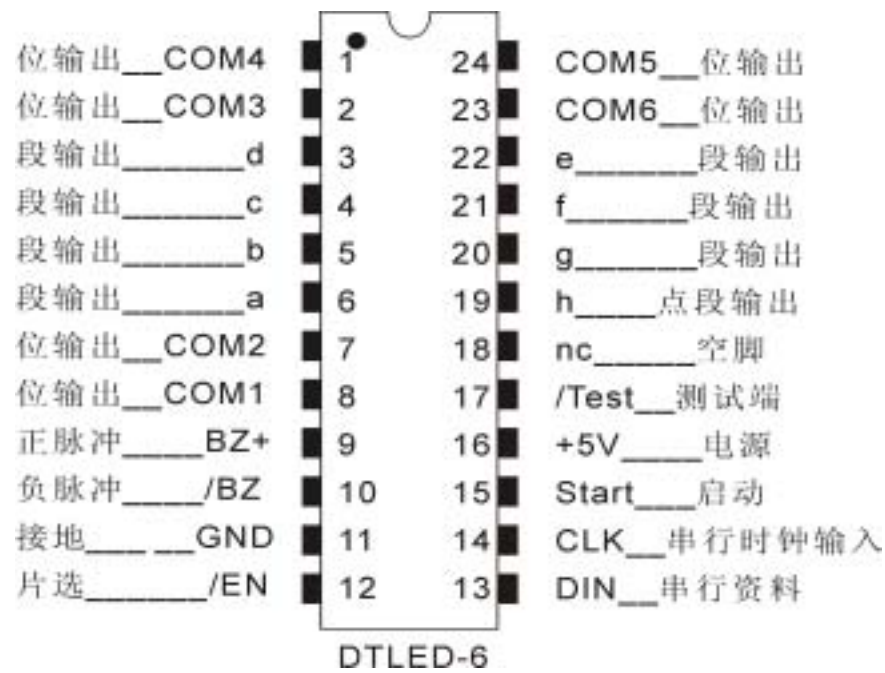 位输出__COM4 1 24 COM5__位输出
位输出__COM3 2 23 COM6__位输出
段输出______d 3 22 e______段输出
段输出______c 4 21 f______段输出
段输出______b 5 20 g______段输出
段输出______a 6 19 h____点段输出
位输出__COM2 7 18 nc_____空脚
位输出__COM1 8 17 /Test__测试端
正脉冲____BZ+ 9 16 +5V____电源
负脉冲____/BZ 10 15 Start___启动
接地___ __GND 11 14 CLK__串行时钟输入
片选______/EN 12 13 DIN__串行资料
DTLED-6